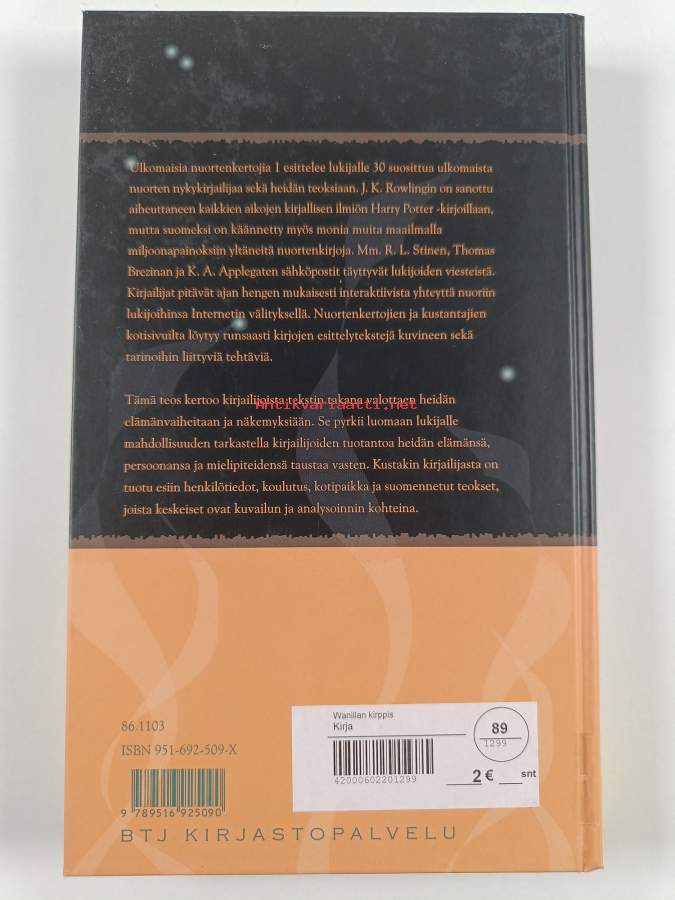 Ulkomaisia nuortenkertojia 1 esittelee lukijalle 30 suosittua ulkomaista
nuorten nykykirjailijaa sekä heidän teoksiaan. J. K. Rowlingin on sanottu
aiheuttaneen kaikkien aikojen kirjallisen ilmiön Harry Potter -kirjoillaan,
mutta suomeksi on käännetty myös monia muita maailmalla
miljoonapainoksiin yltäneitä nuortenkirjoja. Mm. R. L. Stinen, Thomas
Brezinan ja K. A. Applegaten sähköpostit täyttyvät lukijoiden viesteistä.
Kirjailijat pitävät ajan hengen mukaisesti interaktiivista yhteyttä nuoriin
lukijoihinsa Internetin välityksellä. Nuortenkertojien ja kustantajien
kotisivuilta löytyy runsaasti kirjojen esittelytekstejä kuvineen sekä
tarinoihin liittyviä tehtäviä.
Tämä teos kertoo kirjailijoista tekstin takana valottaen heidän
Antikvariaatti.net
elämänvaiheitaan ja näkemyksiään. Se pyrkii luomaan lukijalle
mahdollisuuden tarkastella kirjailijoiden tuotantoa heidän elämänsä,
persoonansa ja mielipiteidensä taustaa vasten. Kustakin kirjailijasta on
tuotu esiin henkilötiedot, koulutus, kotipaikka ja suomennetut teokset,
joista keskeiset ovat kuvailun ja analysoinnin kohteina.
86.1103
ISBN 951-692-509-X
9 789516 925090
BTJ KIRJASTOPALVELU
Wanillan kirppis
Kirja
42000602201299
89
1299
2 € snt